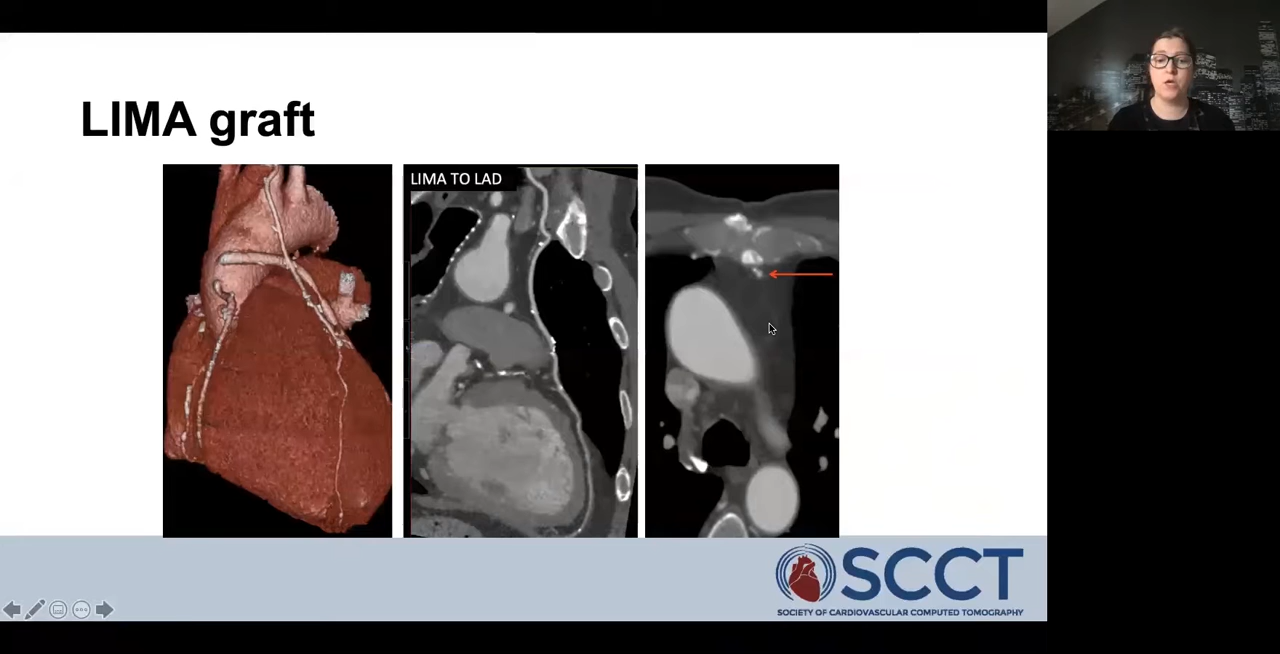 LIMA graft
LIMA TO LAD
SCCT
SOCIETY OF CARDIOVASCULAR COMPUTED TOMOGRAPHY